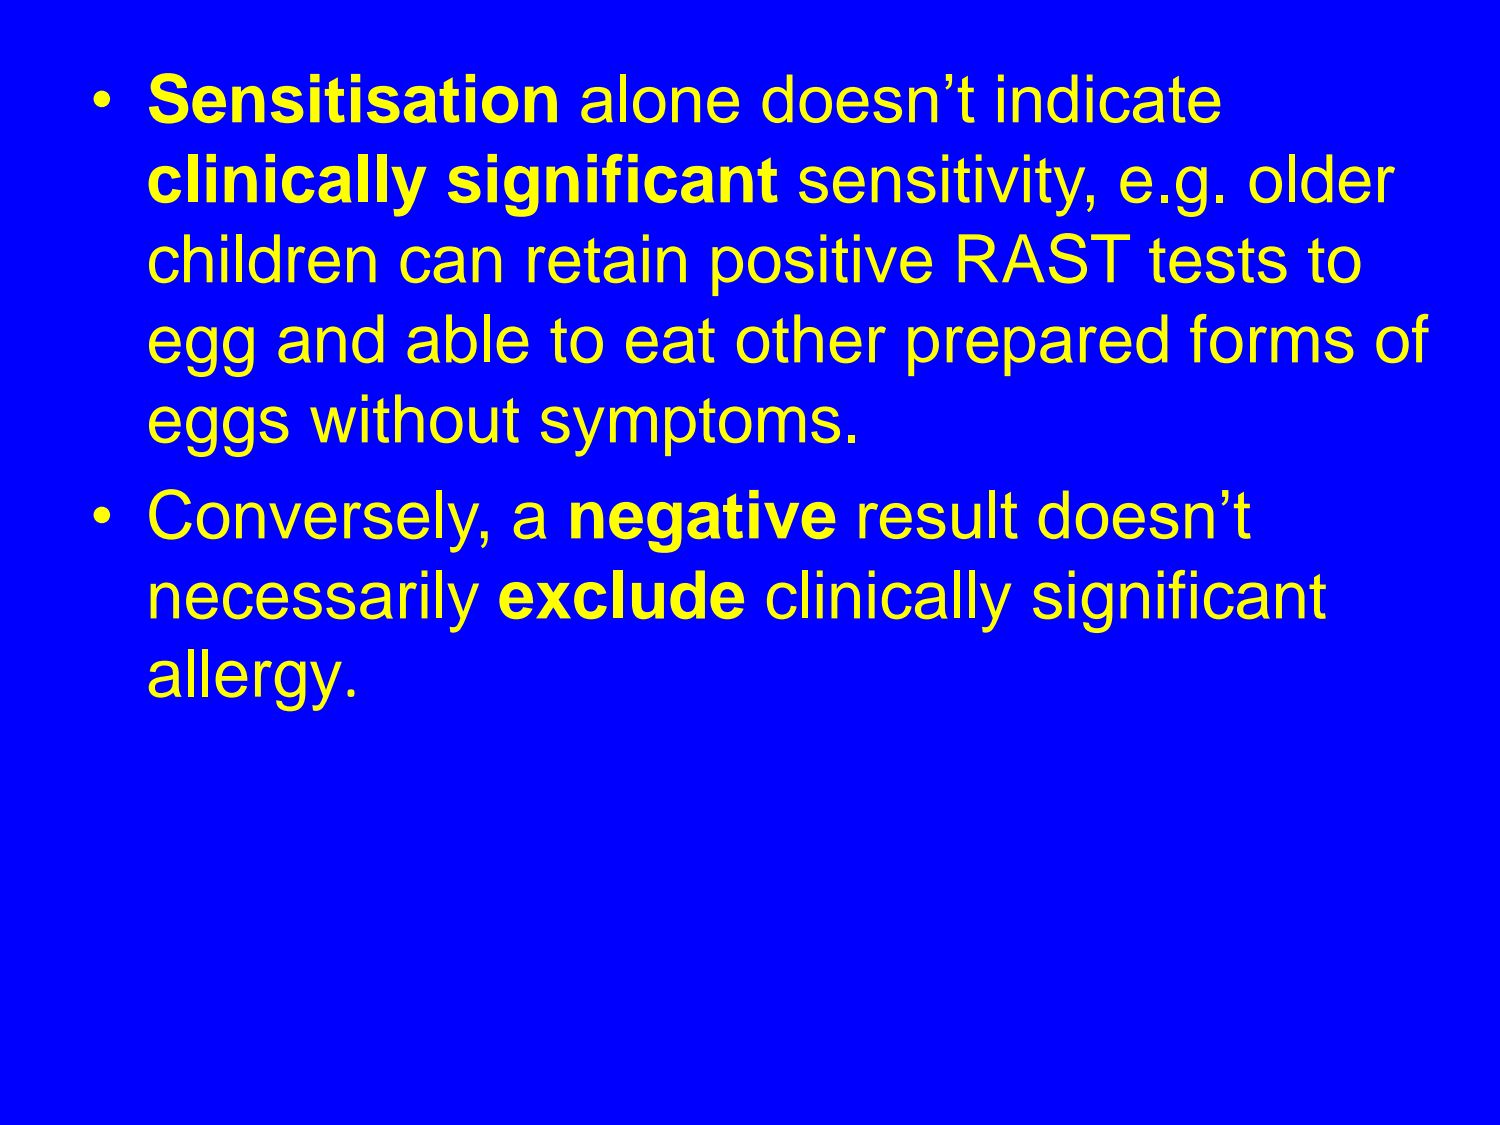 • Sensitisation alone doesn’t indicate
clinically significant sensitivity, e.g. older
children can retain positive RAST tests to
egg and able to eat other prepared forms of
eggs without symptoms.
• Conversely, a negative result doesn’t
necessarily exclude clinically significant
allergy.